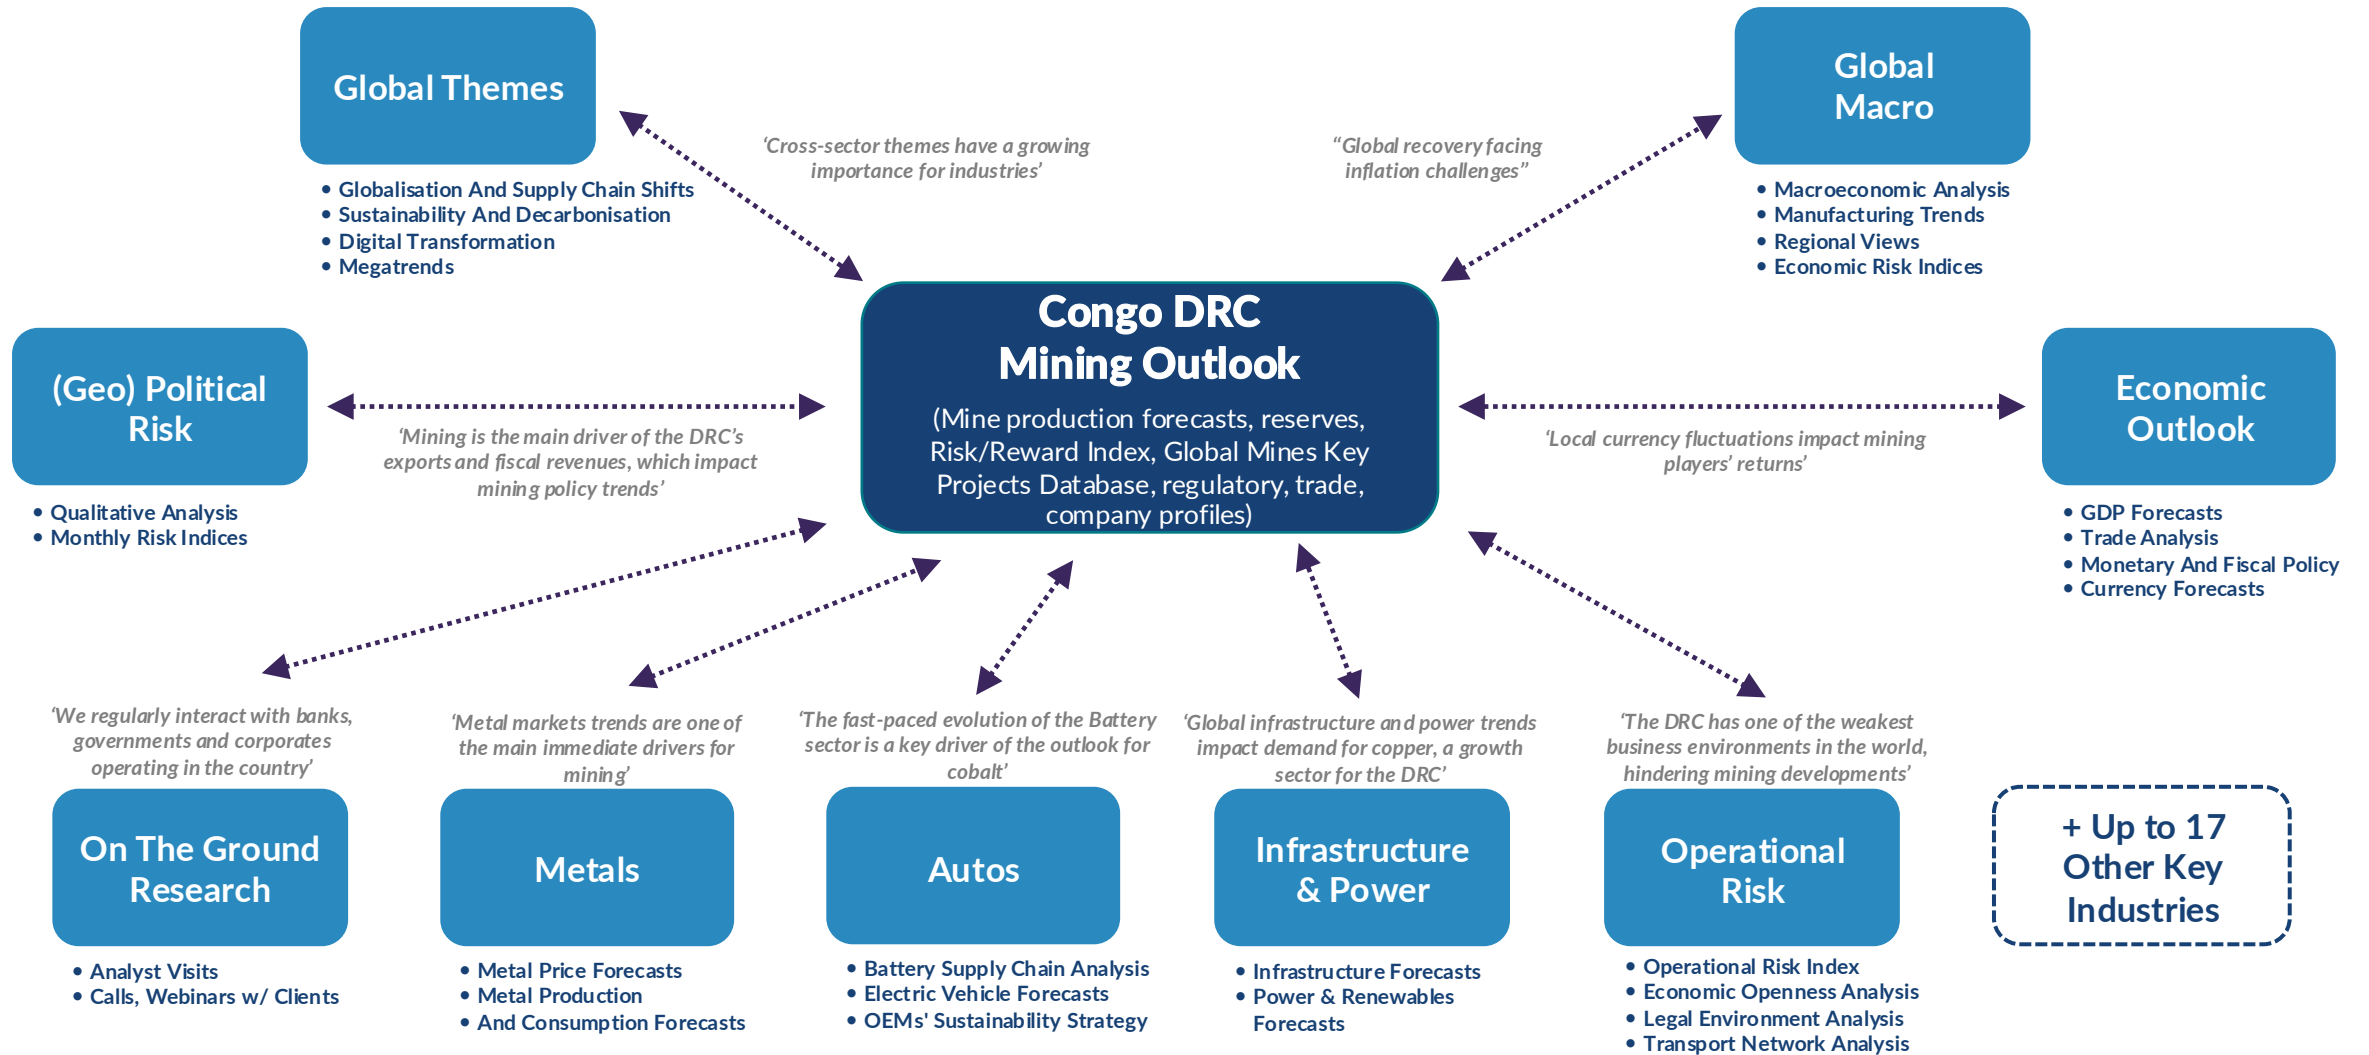 Global Themes
• Globalisation And Supply Chain Shifts
• Sustainability And Decarbonisation
• Digital Transformation
• Megatrends
‘Cross-sector themes have a growing
importance for industries’
“Global recovery facing
inflation challenges”
Global
Macro
• Macroeconomic Analysis
• Manufacturing Trends
• Regional Views
• Economic Risk Indices
Congo DRC
Mining Outlook
(Mine production forecasts, reserves,
Risk/Reward Index, Global Mines Key
Projects Database, regulatory, trade,
company profiles)
(Geo) Political
Risk
• Qualitative Analysis
• Monthly Risk Indices
‘Mining is the main driver of the DRC’s
exports and fiscal revenues, which impact
mining policy trends’
‘Local currency fluctuations impact mining
players’ returns’
Economic
Outlook
• GDP Forecasts
• Trade Analysis
• Monetary And Fiscal Policy
• Currency Forecasts
‘We regularly interact with banks,
governments and corporates
operating in the country’
On The Ground
Research
• Analyst Visits
• Calls, Webinars w/ Clients
‘Metal markets trends are one of
the main immediate drivers for
mining’
Metals
• Metal Price Forecasts
• Metal Production
• And Consumption Forecasts
‘The fast-paced evolution of the Battery
sector is a key driver of the outlook for
cobalt’
Autos
• Battery Supply Chain Analysis
• Electric Vehicle Forecasts
• OEMs' Sustainability Strategy
‘Global infrastructure and power trends
impact demand for copper, a growth
sector for the DRC’
Infrastructure
& Power
• Infrastructure Forecasts
• Power & Renewables
Forecasts
‘The DRC has one of the weakest
business environments in the world,
hindering mining developments’
Operational
Risk
• Operational Risk Index
• Economic Openness Analysis
• Legal Environment Analysis
• Transport Network Analysis
+ Up to 17
Other Key
Industries